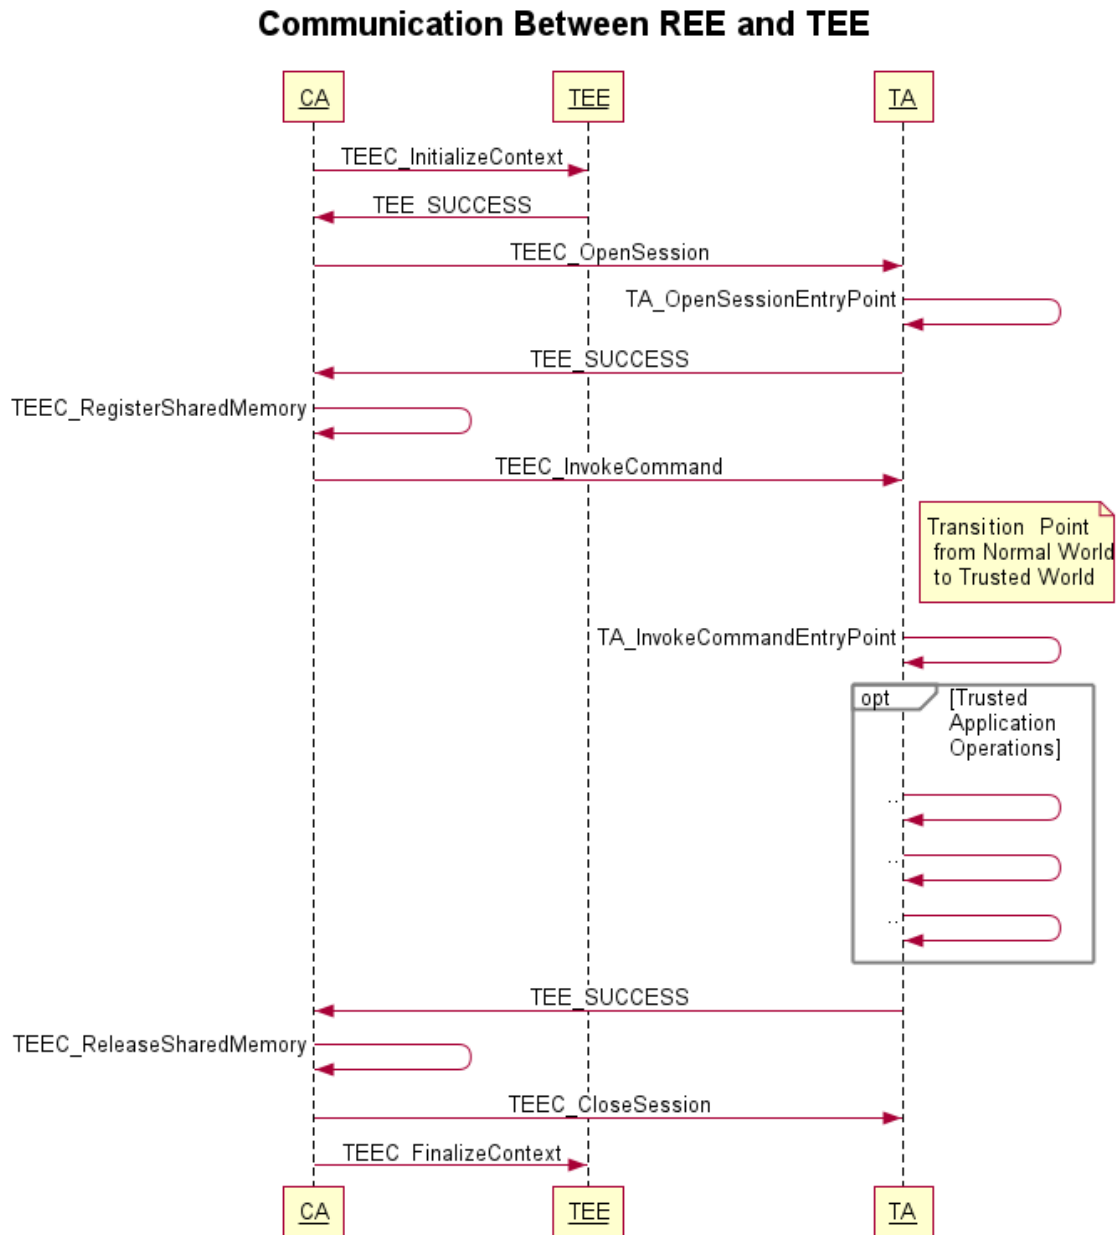 Communication Between REE and TEE
CA
TEE
TA
TEEC_InitializeContext
TEE_SUCCESS
TEEC_OpenSession
TA_OpenSessionEntryPoint
TEE_SUCCESS
TEEC_RegisterSharedMemory
TEEC_InvokeCommand
Transition Point
from Normal World
to Trusted World
TA_InvokeCommandEntryPoint
opt
[Trusted
Application
Operations]
..
..
..
TEE_SUCCESS
TEEC_ReleaseSharedMemory
TEEC_CloseSession
TEEC_FinalizeContext
CA
TEE
TA